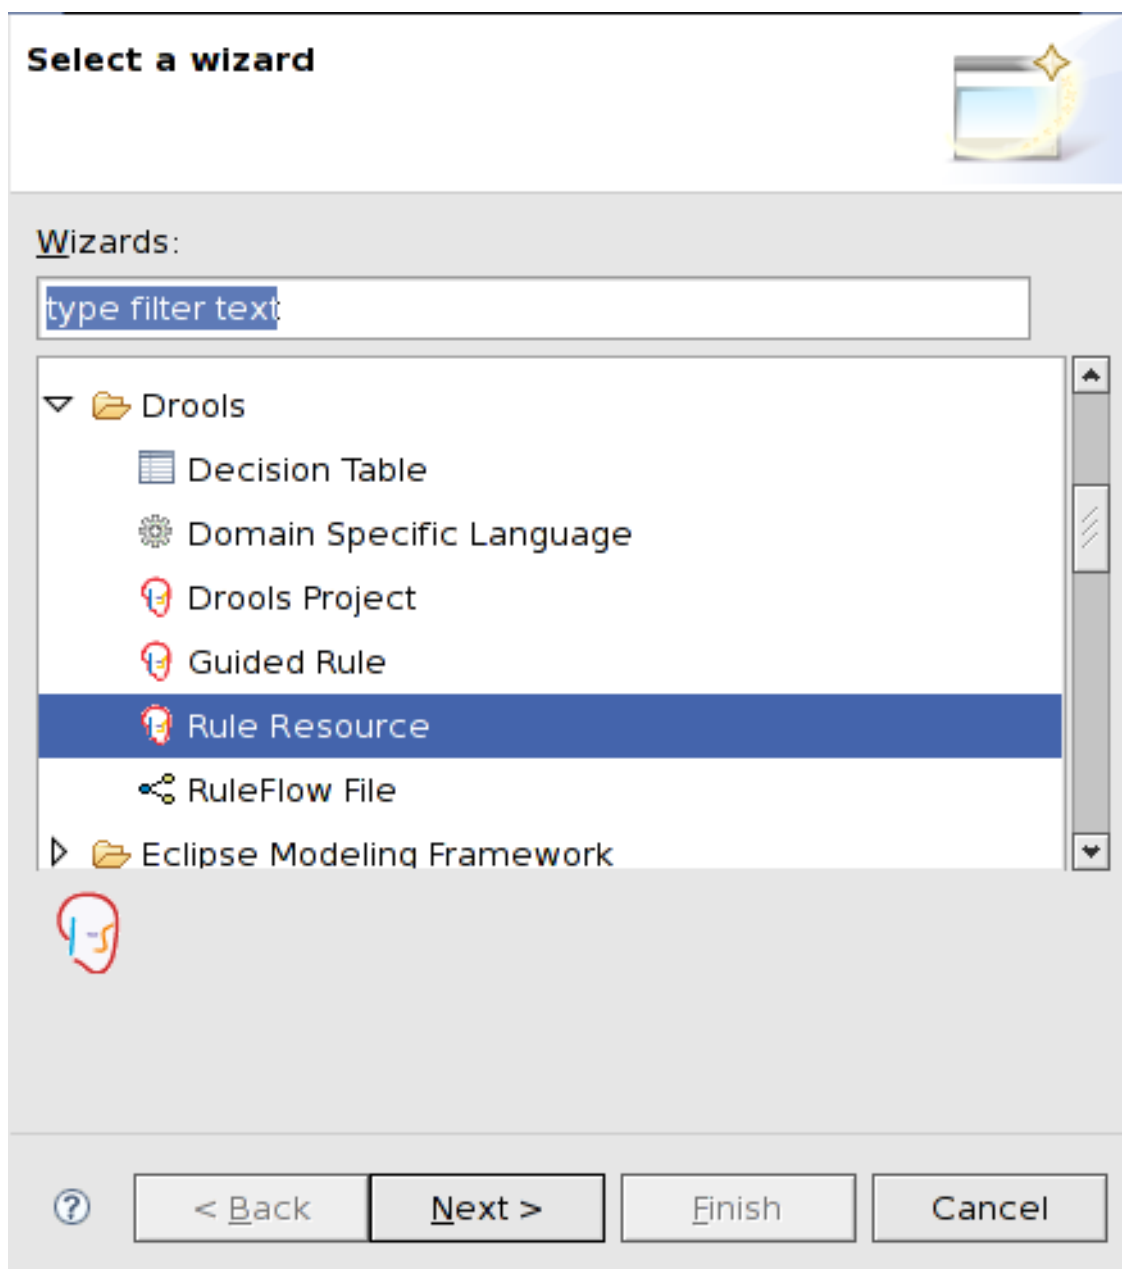 Select a wizard
Wizards:
type filter text
Drools
Decision Table
Domain Specific Language
Drools Project
Guided Rule
Rule Resource
RuleFlow File
Eclipse Modeling Framework
? < Back Next > Finish Cancel